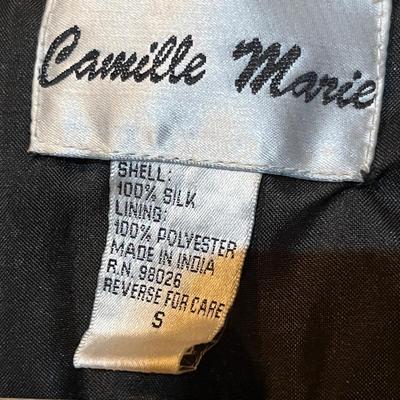 Camille Marie
SHELL:
100% SILK
LINING:
100% POLYESTER
MADE IN INDIA
R.N. 98026
REVERSE FOR CARE
S